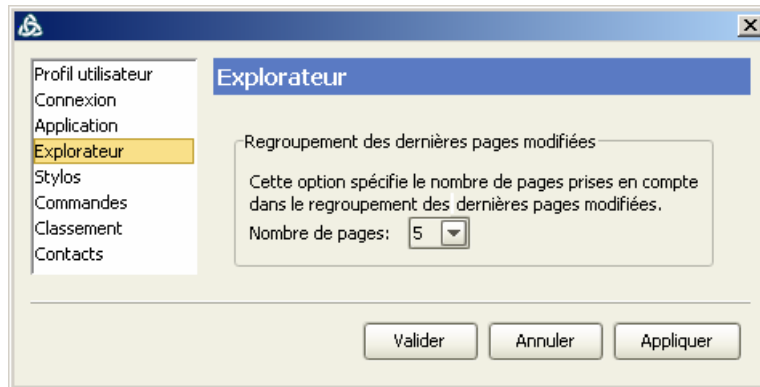 Profil utilisateur
Connexion
Application
Explorateur
Stylos
Commandes
Classement
Contacts
Explorateur
Regroupement des dernières pages modifiées
Cette option spécifie le nombre de pages prises en compte
dans le regroupement des dernières pages modifiées.
Nombre de pages: 5
Valider Annuler Appliquer